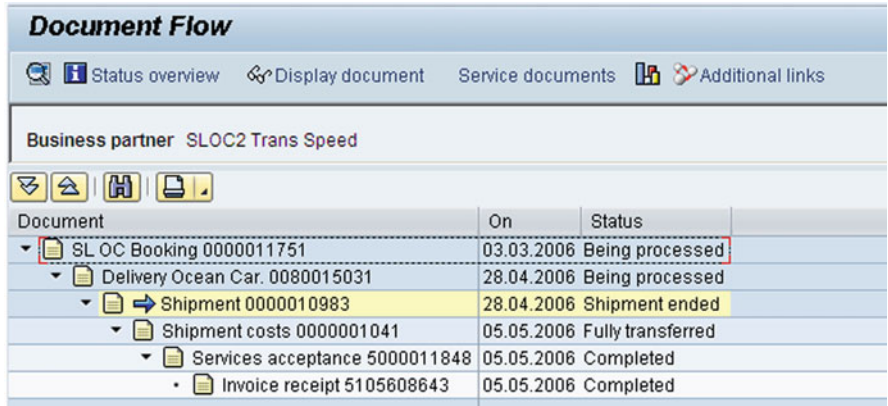 Document Flow
Status overview Display document Service documents Additional links
Business partner SLOC2 Trans Speed
Document On Status
SL OC Booking 0000011751 03.03.2006 Being processed
Delivery Ocean Car. 0080015031 28.04.2006 Being processed
Shipment 0000010983 28.04.2006 Shipment ended
Shipment costs 0000001041 05.05.2006 Fully transferred
Services acceptance 5000011848 05.05.2006 Completed
Invoice receipt 5105608643 05.05.2006 Completed